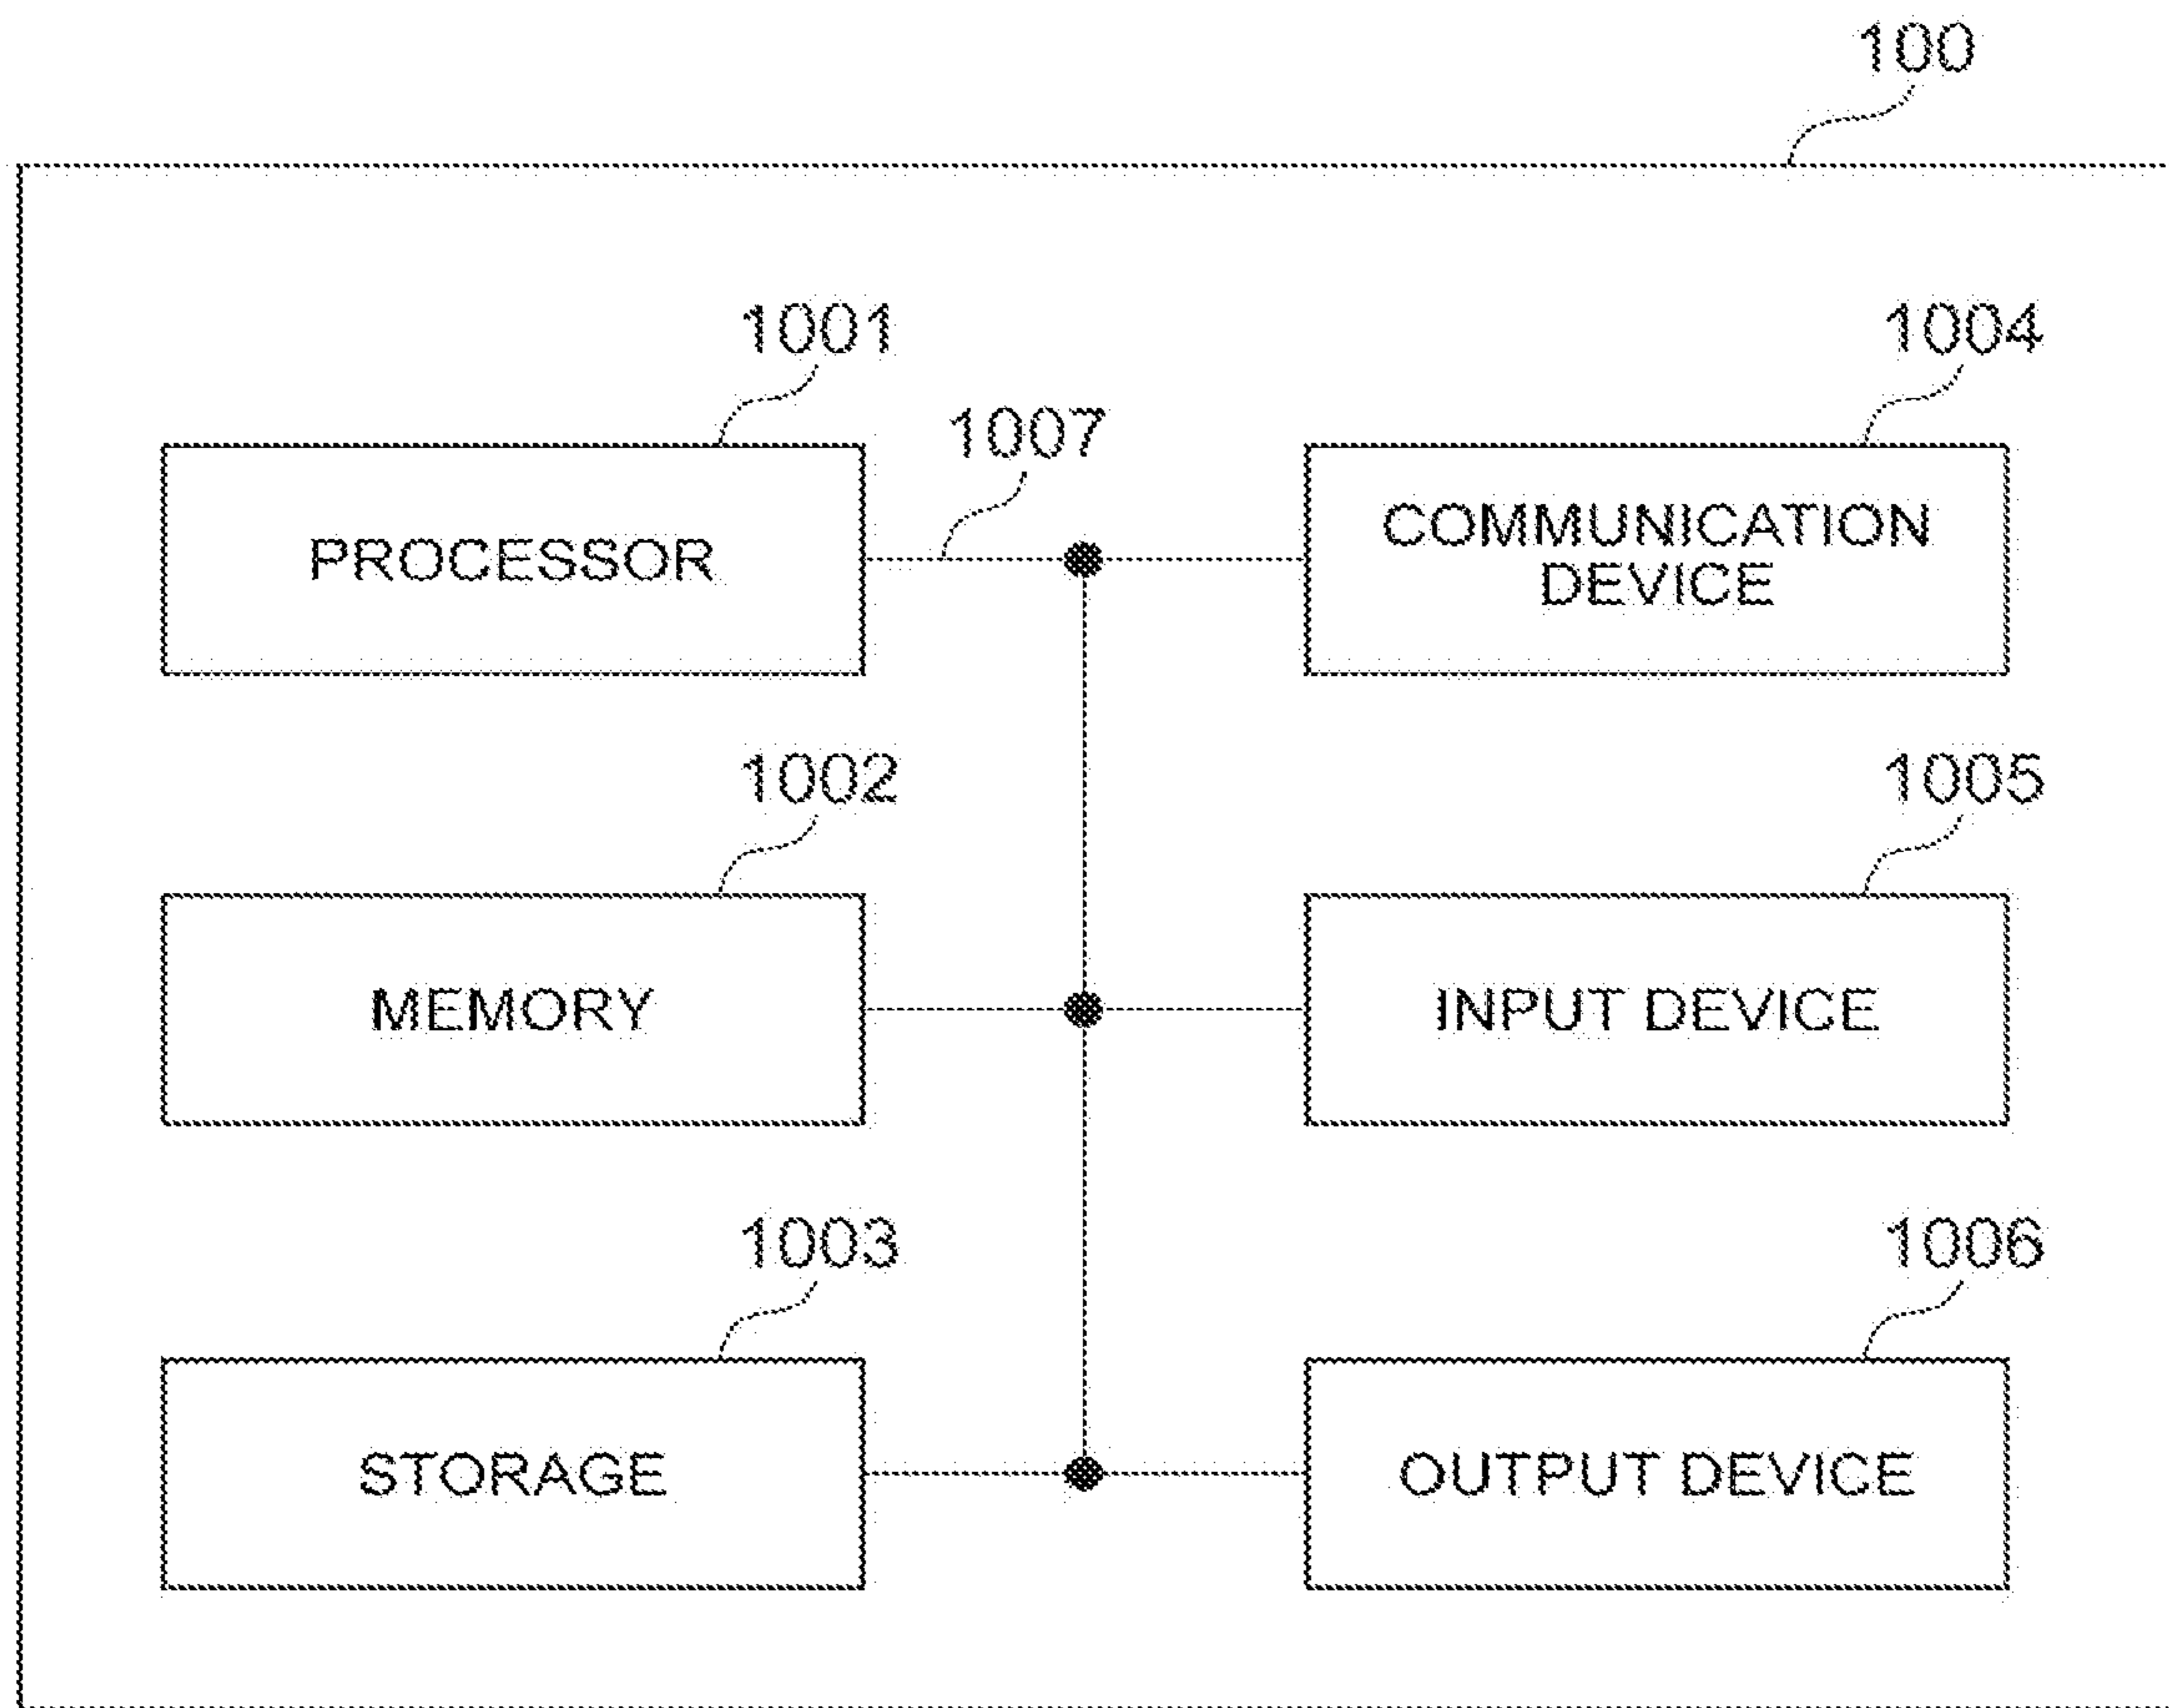 100
1001
1004
1007
PROCESSOR
COMMUNICATION
DEVICE
1002
1005
MEMORY
INPUT DEVICE
1003
1006
STORAGE
OUTPUT DEVICE